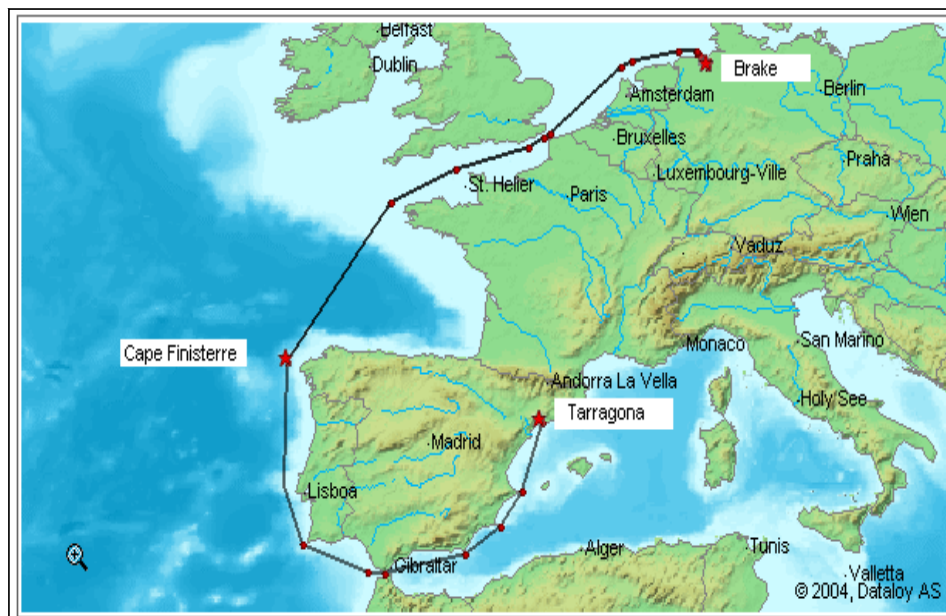 Belfast
Dublin
Brake
Berlin
Amsterdam
Bruxelles
Praha
Luxembourg-Ville
St. Helier
Paris
Wien
Vaduz
Cape Finisterre
Monaco
San Marino
Andorra La Vella
Holy See
Tarragona
Madrid
Lisboa
Gibraltar
Alger
Tunis
Valletta
© 2004, Dataloy AS